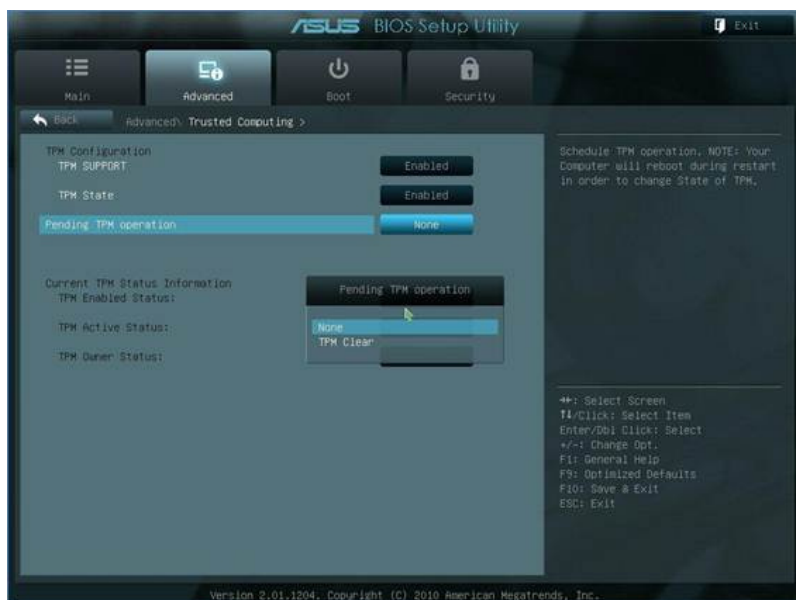 ASUS BIOS Setup Utility
Exit
Main
Advanced
Boot
Security
Back
Advanced\ Trusted Computing >
TPM Configuration
TPM SUPPORT
Enabled
TPM State
Enabled
Pending TPM operation
None
Current TPM Status Information
TPM Enabled Status:
TPM Active Status:
TPM Owner Status:
Pending TPM operation
None
TPM Clear
Schedule TPM operation. NOTE: Your
Computer will reboot during restart
in order to change State of TPM.
→←: Select Screen
↑↓/Click: Select Item
Enter/Dbl Click: Select
+/-: Change Opt.
F1: General Help
F9: Optimized Defaults
F10: Save & Exit
ESC: Exit
Version 2.01.1204. Copyright (C) 2010 American Megatrends, Inc.